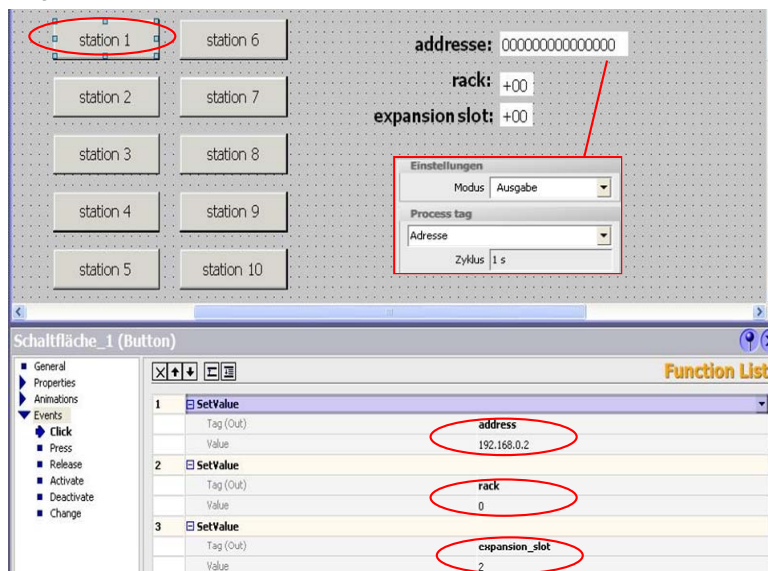 station 1
station 6
addresse: 000000000000000
station 2
station 7
rack: +00
expansion slot: +00
station 3
station 8
Einstellungen
Modus Ausgabe
station 4
station 9
Process tag
Adresse
Zyklus 1 s
station 5
station 10
Schaltfläche_1 (Button)
General
Properties
Animations
Events
Click
Press
Release
Activate
Deactivate
Change
Function List
1 SetValue
Tag (Out) address
Value 192.168.0.2
2 SetValue
Tag (Out) rack
Value 0
3 SetValue
Tag (Out) expansion_slot
Value 2